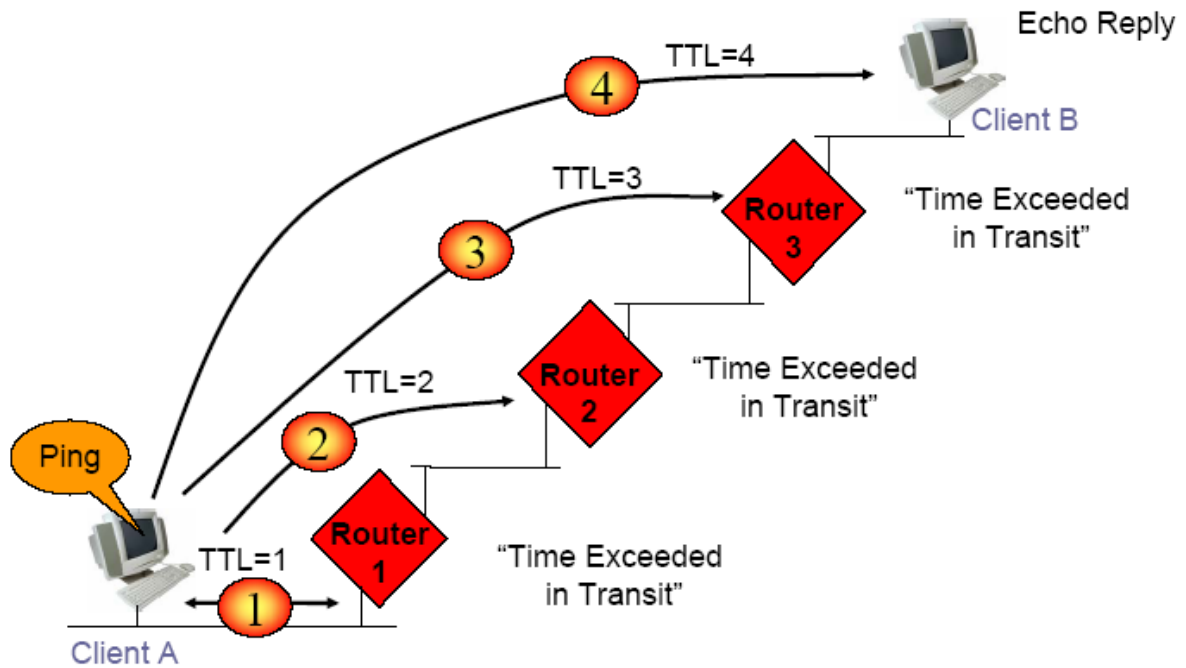 Echo Reply
TTL=4
4
Client B
TTL=3
Router
3
“Time Exceeded
in Transit”
3
TTL=2
Router
2
“Time Exceeded
in Transit”
2
Ping
TTL=1
Router
1
“Time Exceeded
in Transit”
1
Client A